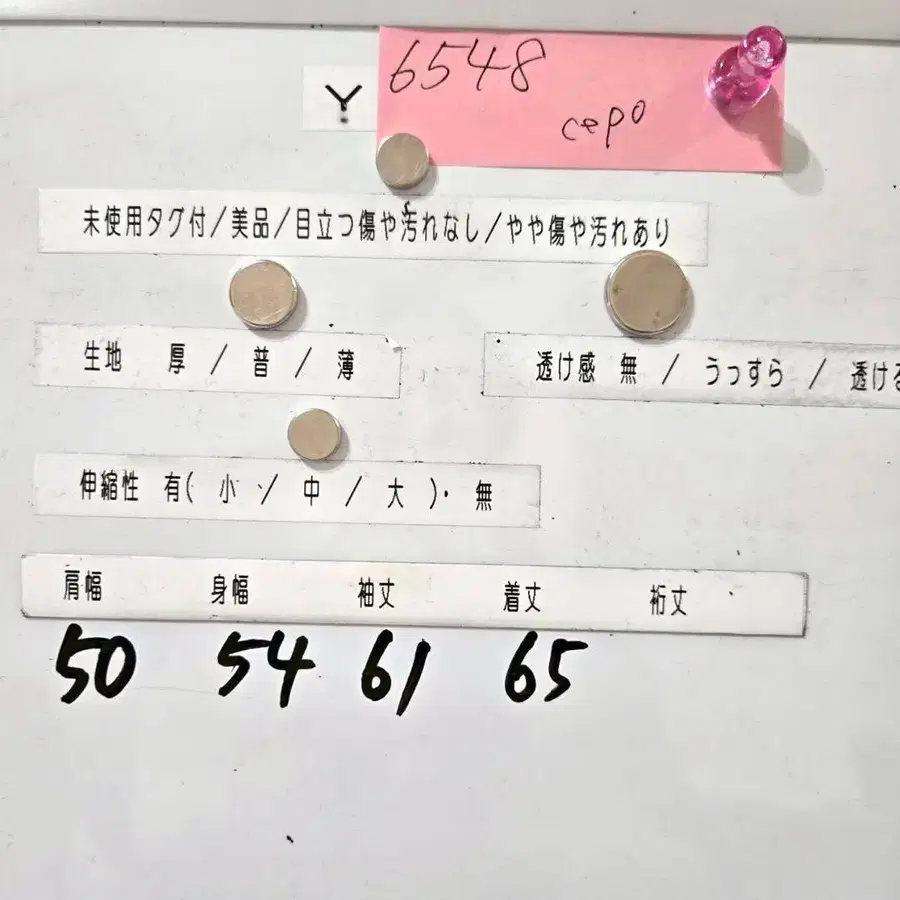 6548
Y cepo
未使用タグ付/美品/目立つ傷や汚れなし/やや傷や汚れあり
生地 厚 / 普 / 薄 透け感 無 / うっすら / 透ける
伸縮性 有( 小 / 中 / 大 )・ 無
肩幅 身幅 袖丈 着丈 裄丈
50 54 61 65